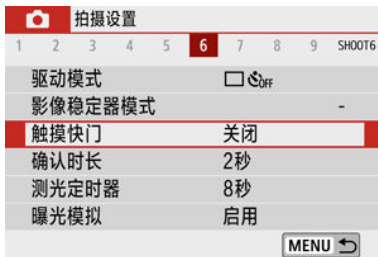 拍摄设置
1 2 3 4 5 6 7 8 9 SHOOT6
驱动模式 OFF
影像稳定器模式 -
触摸快门 关闭
确认时长 2秒
测光定时器 8秒
曝光模拟 启用
MENU